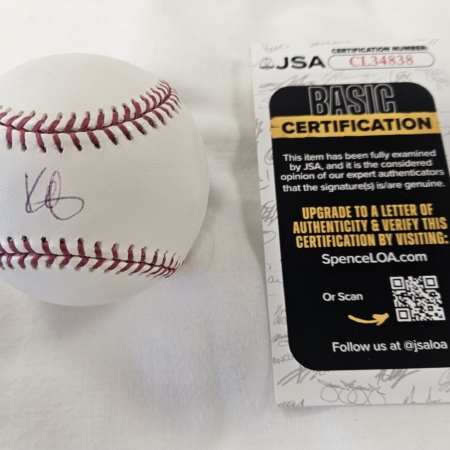 CERTIFICATION NUMBER
JSA CL34838
BASIC
CERTIFICATION
This item has been fully examined
by JSA, and it is the considered
opinion of our expert authenticators
that the signature(s) is/are genuine.
UPGRADE TO A LETTER OF
AUTHENTICITY & VERIFY THIS
CERTIFICATION BY VISITING:
SpenceLOA.com
Or Scan
Follow us at @jsaloa